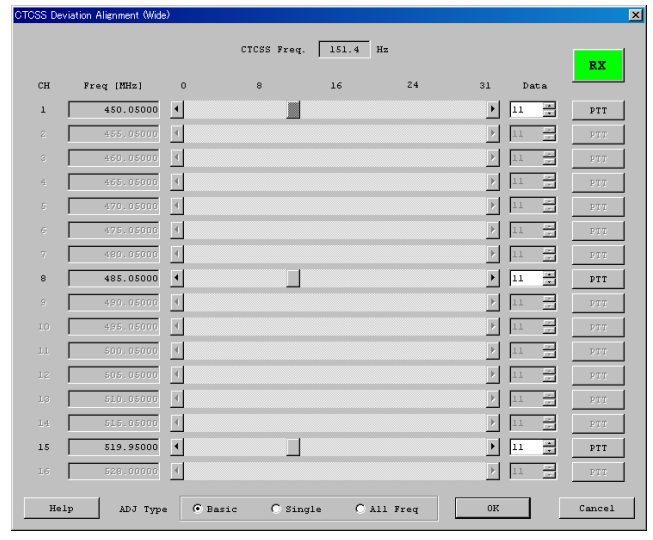 CTCSS Deviation Alignment (Wide)
CTCSS Freq. 151.4 Hz
RX
CH Freq [MHz] 0 8 16 24 31 Data
1 450.05000 11 PTT
2 455.05000 11 PTT
3 460.05000 11 PTT
4 465.05000 11 PTT
5 470.05000 11 PTT
6 475.05000 11 PTT
7 480.05000 11 PTT
8 485.05000 11 PTT
9 490.05000 11 PTT
10 495.05000 11 PTT
11 500.05000 11 PTT
12 505.05000 11 PTT
13 510.05000 11 PTT
14 515.05000 11 PTT
15 519.95000 11 PTT
16 528.00000 11 PTT
Help ADJ Type Basic Single All Freq OK Cancel